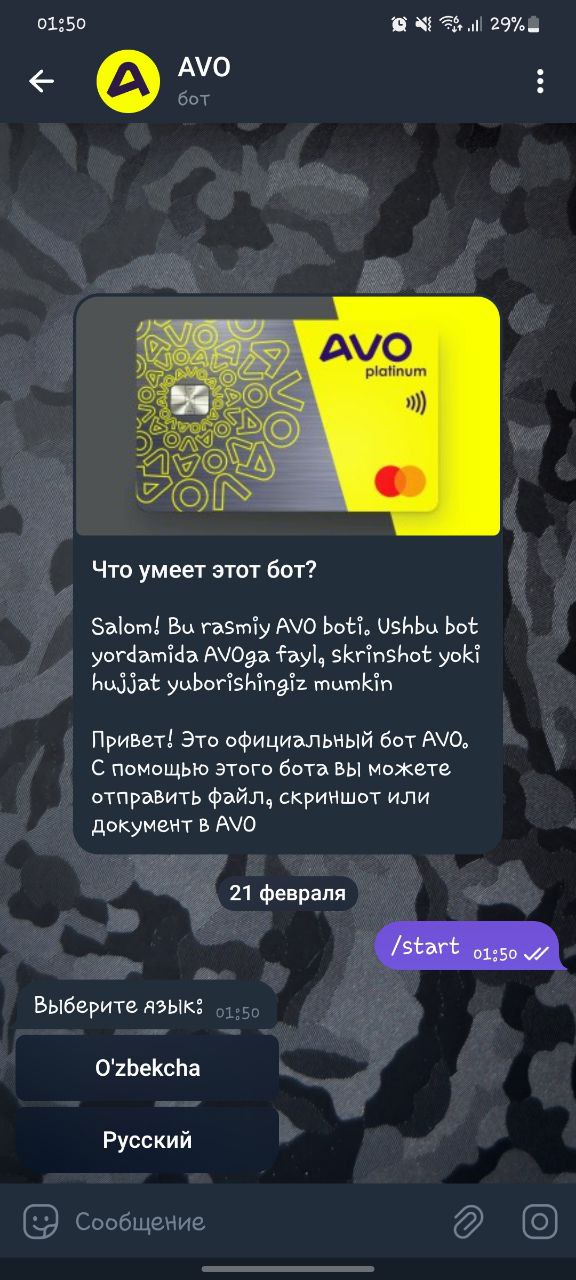 01:50
29%
AVO
бот
AVO
platinum
Что умеет этот бот?
Salom! Bu rasmiy AVO boti. Ushbu bot
yordamida AVOga fayl, skrinshot yoki
hujjat yuborishingiz mumkin
Привет! Это официальный бот AVO.
С помощью этого бота вы можете
отправить файл, скриншот или
документ в AVO
21 февраля
/start 01:50
Выберите язык: 01:50
O'zbekcha
Русский
Сообщение